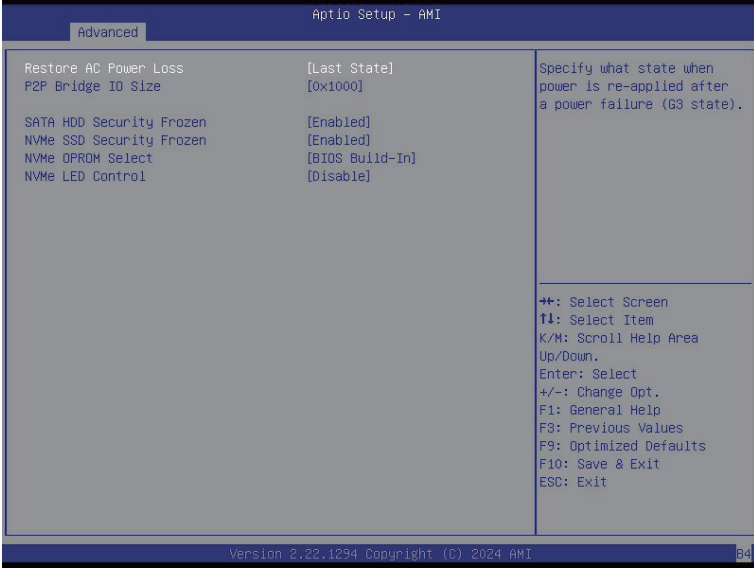 Aptio Setup – AMI
Advanced
Restore AC Power Loss [Last State]
P2P Bridge IO Size [0x1000]
SATA HDD Security Frozen [Enabled]
NVMe SSD Security Frozen [Enabled]
NVMe OPROM Select [BIOS Build-In]
NVMe LED Control [Disable]
Specify what state when
power is re-applied after
a power failure (G3 state).
→←: Select Screen
↑↓: Select Item
K/M: Scroll Help Area
Up/Down.
Enter: Select
+/-: Change Opt.
F1: General Help
F3: Previous Values
F9: Optimized Defaults
F10: Save & Exit
ESC: Exit
Version 2.22.1294 Copyright (C) 2024 AMI
B4